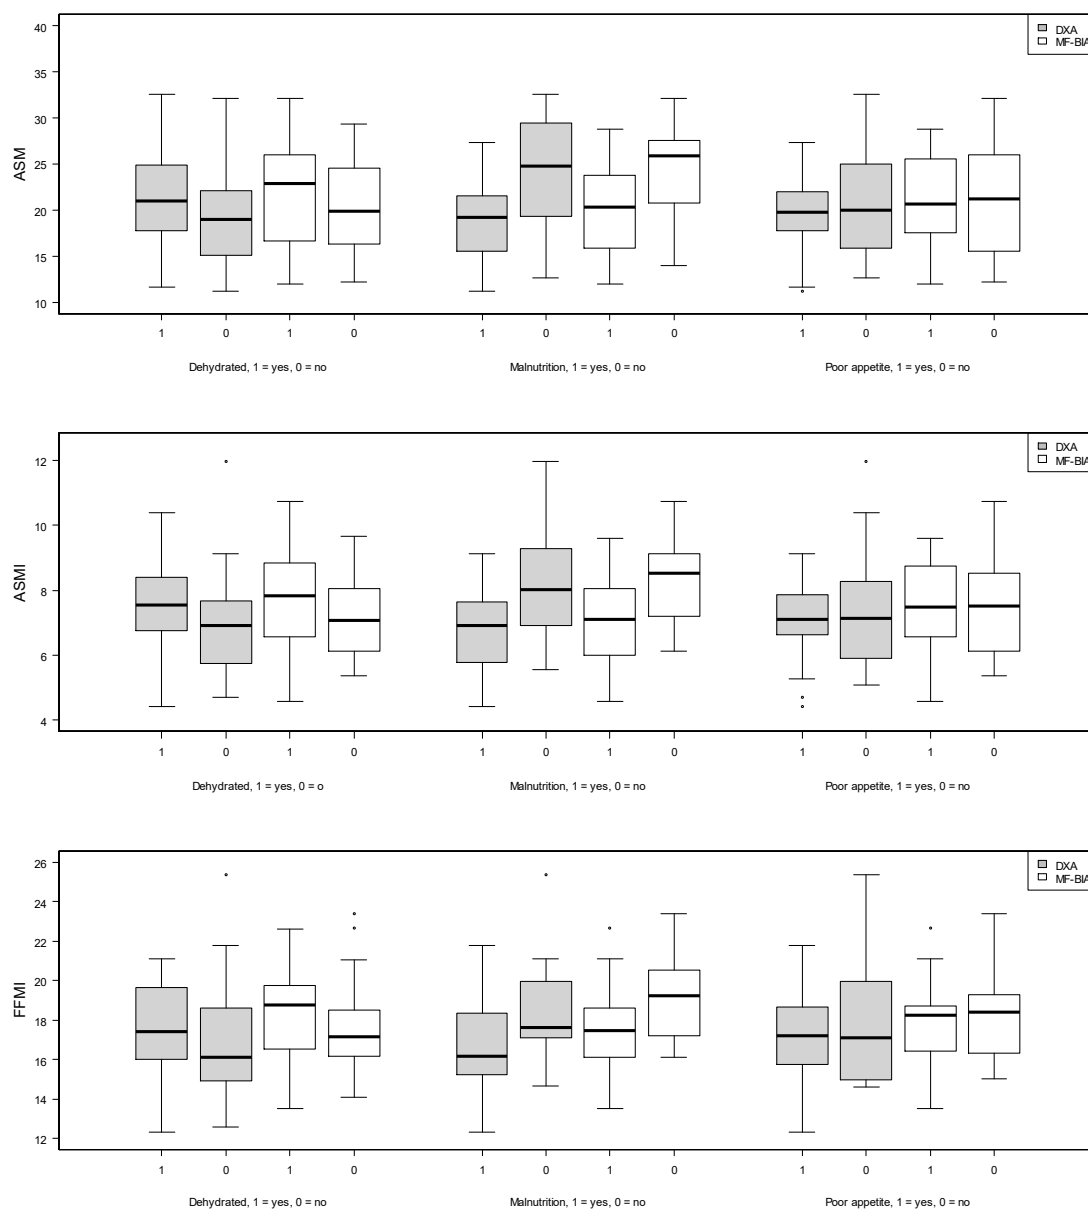 40
35
30
25
20
15
10
ASM
DXA
MF-BIA
1 0 1 0 1 0 1 0 1 0 1 0
Dehydrated, 1 = yes, 0 = no Malnutrition, 1 = yes, 0 = no Poor appetite, 1 = yes, 0 = no
12
10
8
6
4
ASMI
DXA
MF-BIA
1 0 1 0 1 0 1 0 1 0 1 0
Dehydrated, 1 = yes, 0 = o Malnutrition, 1 = yes, 0 = no Poor appetite, 1 = yes, 0 = no
26
24
22
20
18
16
14
12
FFMI
DXA
MF-BIA
1 0 1 0 1 0 1 0 1 0 1 0
Dehydrated, 1 = yes, 0 = no Malnutrition, 1 = yes, 0 = no Poor appetite, 1 = yes, 0 = no